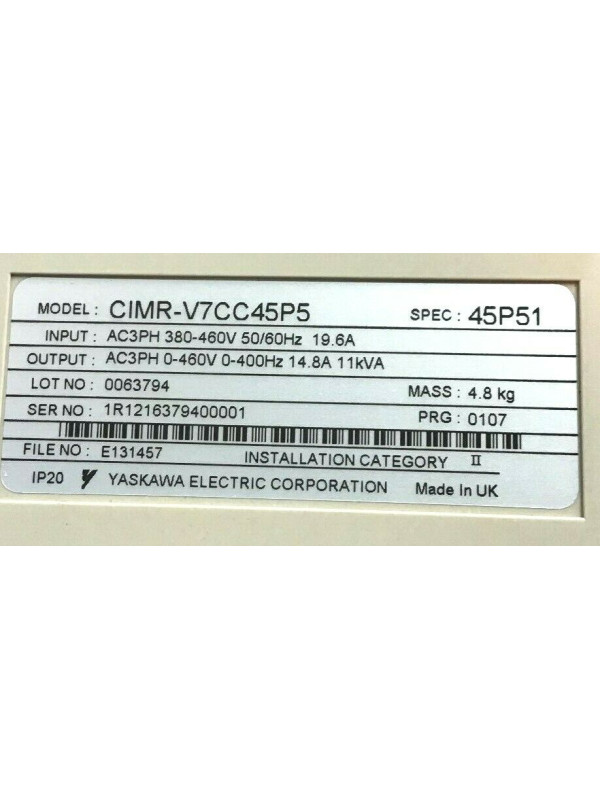 MODEL : CIMR-V7CC45P5 SPEC : 45P51
INPUT : AC3PH 380-460V 50/60Hz 19.6A
OUTPUT : AC3PH 0-460V 0-400Hz 14.8A 11kVA
LOT NO : 0063794 MASS : 4.8 kg
SER NO : 1R1216379400001 PRG : 0107
FILE NO : E131457 INSTALLATION CATEGORY II
IP20 YASKAWA ELECTRIC CORPORATION Made In UK